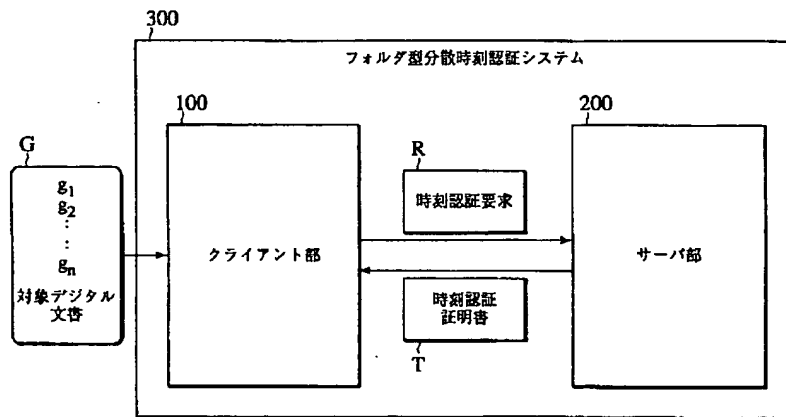 300
フォルダ型分散時刻認証システム
100
200
G
R
g1
g2
:
:
gn
対象デジタル
文書
クライアント部
時刻認証要求
サーバ部
時刻認証
証明書
T